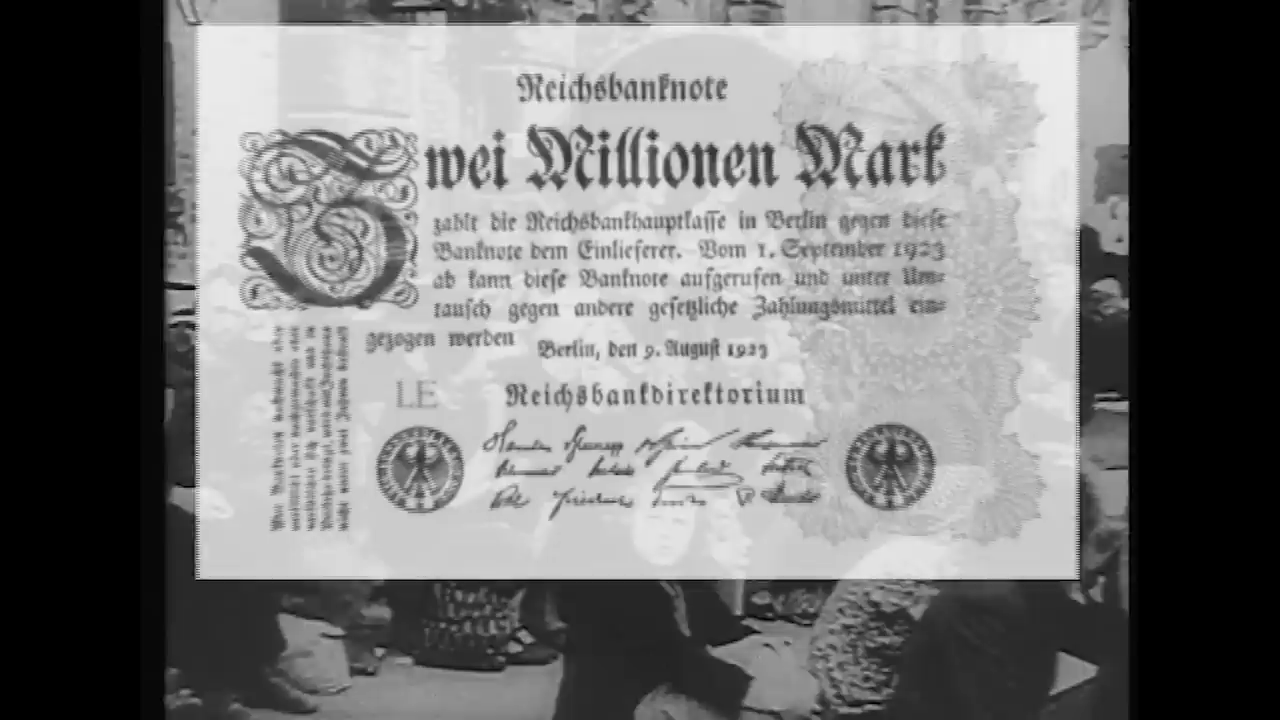 Reichsbanknote
Zwei Millionen Mark
zahlt die Reichsbankhauptkasse in Berlin gegen diese
Banknote dem Einlieferer. Vom 1. September 1923
ab kann diese Banknote aufgerufen und unter Um-
tausch gegen andere gesetzliche Zahlungsmittel ein-
gezogen werden
Berlin, den 9. August 1923
LE
Reichsbankdirektorium